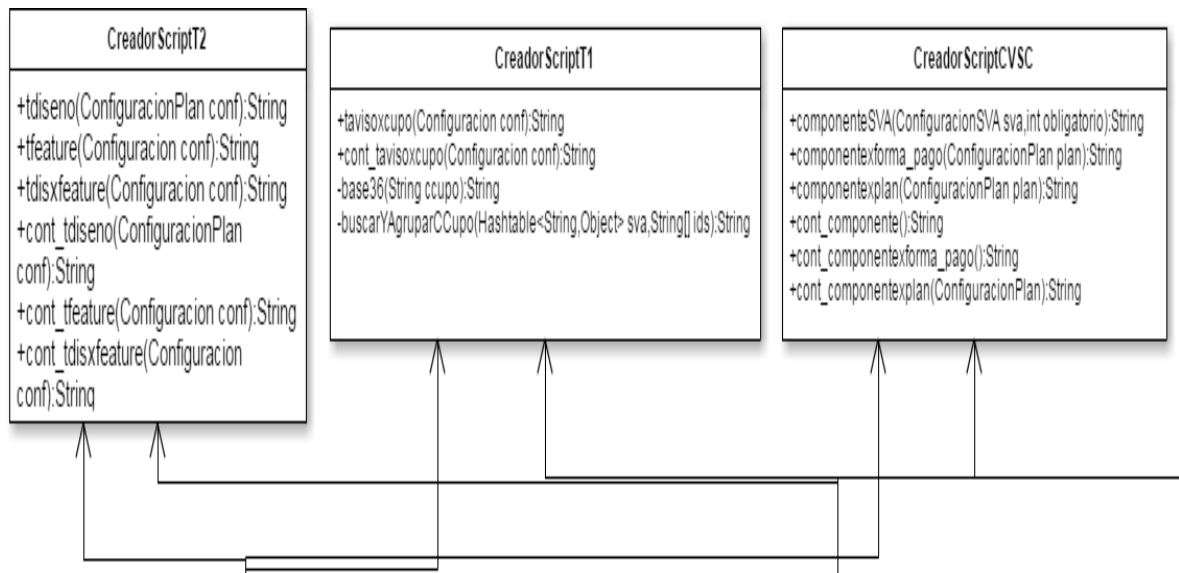 CreadorScriptT2
+tdiseno(ConfiguracionPlan conf):String
+tfeature(Configuracion conf):String
+tdisxfeature(Configuracion conf):String
+cont_tdiseno(ConfiguracionPlan
conf):String
+cont_tfeature(Configuracion conf):String
+cont_tdisxfeature(Configuracion
conf):String
CreadorScriptT1
+tavisoxcupo(Configuracion conf):String
+cont_tavisoxcupo(Configuracion conf):String
-base36(String ccupo):String
-buscarYAgruparCCupo(Hashtable<String,Object> sva,String[] ids):String
CreadorScriptCVSC
+componenteSVA(ConfiguracionSVA sva,int obligatorio):String
+componentexforma_pago(ConfiguracionPlan plan):String
+componentexplan(ConfiguracionPlan plan):String
+cont_componente():String
+cont_componentexforma_pago():String
+cont_componentexplan(ConfiguracionPlan):String